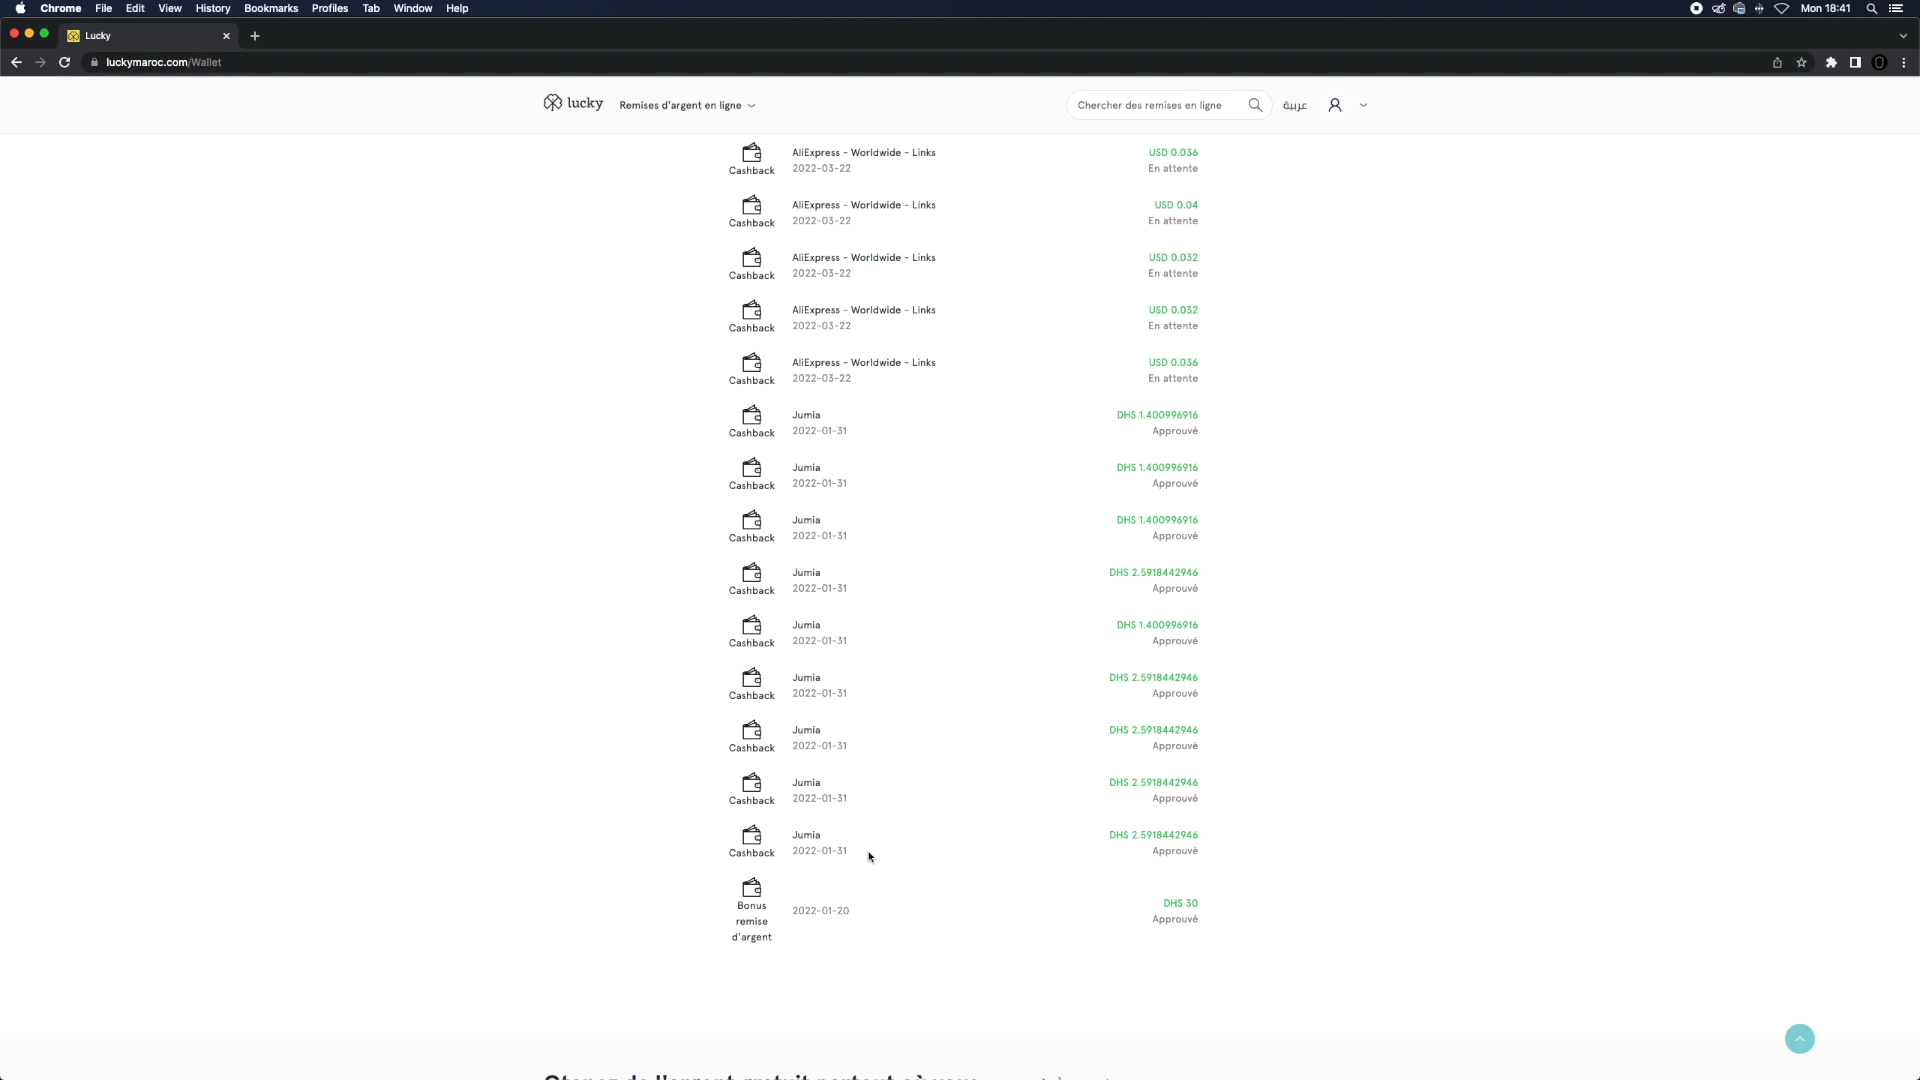 Chrome File Edit View History Bookmarks Profiles Tab Window Help Mon 18:41
Lucky
luckymaroc.com/Wallet
lucky Remises d'argent en ligne Chercher des remises en ligne عربية
AliExpress - Worldwide - Links USD 0.036
Cashback 2022-03-22 En attente
AliExpress - Worldwide - Links USD 0.04
Cashback 2022-03-22 En attente
AliExpress - Worldwide - Links USD 0.032
Cashback 2022-03-22 En attente
AliExpress - Worldwide - Links USD 0.032
Cashback 2022-03-22 En attente
AliExpress - Worldwide - Links USD 0.036
Cashback 2022-03-22 En attente
Jumia DHS 1.400996916
Cashback 2022-01-31 Approuvé
Jumia DHS 1.400996916
Cashback 2022-01-31 Approuvé
Jumia DHS 1.400996916
Cashback 2022-01-31 Approuvé
Jumia DHS 2.5918442946
Cashback 2022-01-31 Approuvé
Jumia DHS 1.400996916
Cashback 2022-01-31 Approuvé
Jumia DHS 2.5918442946
Cashback 2022-01-31 Approuvé
Jumia DHS 2.5918442946
Cashback 2022-01-31 Approuvé
Jumia DHS 2.5918442946
Cashback 2022-01-31 Approuvé
Jumia DHS 2.5918442946
Cashback 2022-01-31 Approuvé
DHS 30
Bonus 2022-01-20
remise Approuvé
d'argent